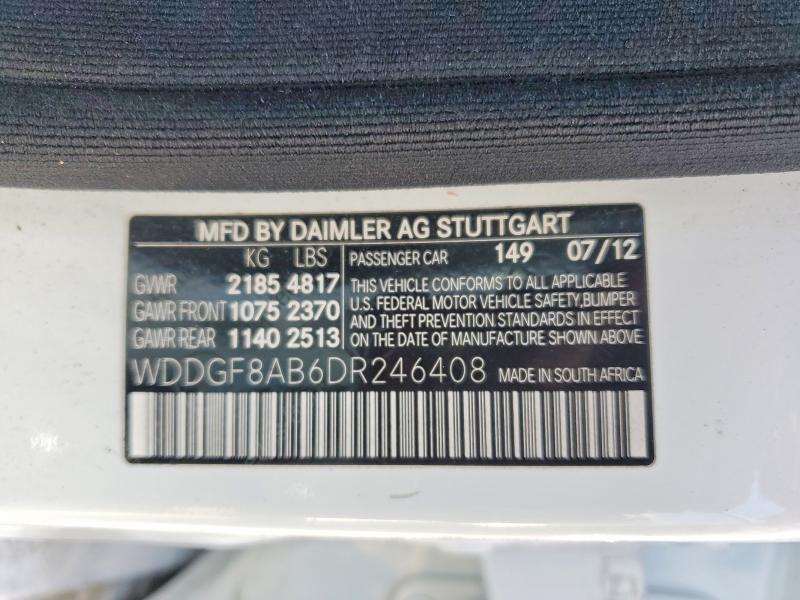 MFD BY DAIMLER AG STUTTGART
KG LBS PASSENGER CAR 149 07/12
GVWR 2185 4817 THIS VEHICLE CONFORMS TO ALL APPLICABLE
GAWR FRONT 1075 2370 U.S. FEDERAL MOTOR VEHICLE SAFETY, BUMPER
AND THEFT PREVENTION STANDARDS IN EFFECT
GAWR REAR 1140 2513 ON THE DATE OF MANUFACTURE SHOWN ABOVE.
WDDGF8AB6DR246408 MADE IN SOUTH AFRICA